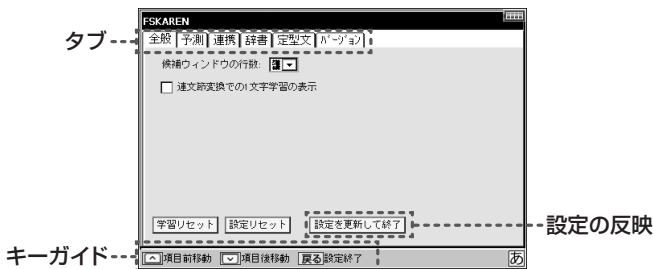 FSKAREN
タブ
全般 予測 連携 辞書 定型文 バージョン
候補ウィンドウの行数:
連文節変換での1文字学習の表示
学習リセット 設定リセット 設定を更新して終了
設定の反映
キーガイド
項目前移動 項目後移動 戻る 設定終了 あ